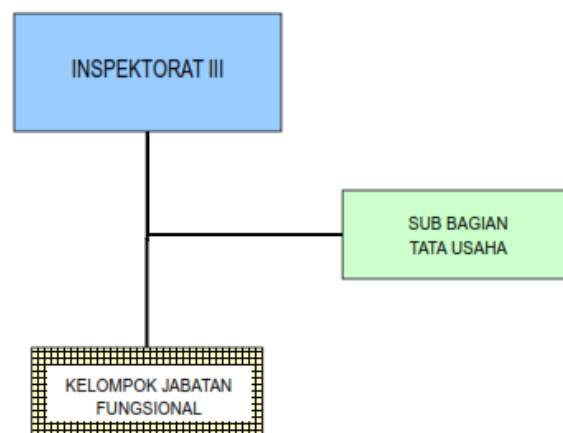 INSPEKTORAT III
SUB BAGIAN
TATA USAHA
KELOMPOK JABATAN
FUNGSIONAL